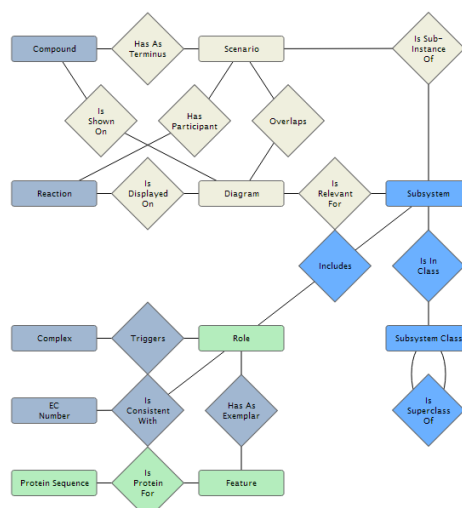 Compound
Has As
Terminus
Scenario
Is Sub-
Instance
Of
Is
Shown
On
Has
Participant
Overlaps
Reaction
Is
Displayed
On
Diagram
Is
Relevant
For
Subsystem
Includes
Is In
Class
Complex
Triggers
Role
Subsystem Class
EC
Number
Is
Consistent
With
Has As
Exemplar
Is
Superclass
Of
Protein Sequence
Is
Protein
For
Feature